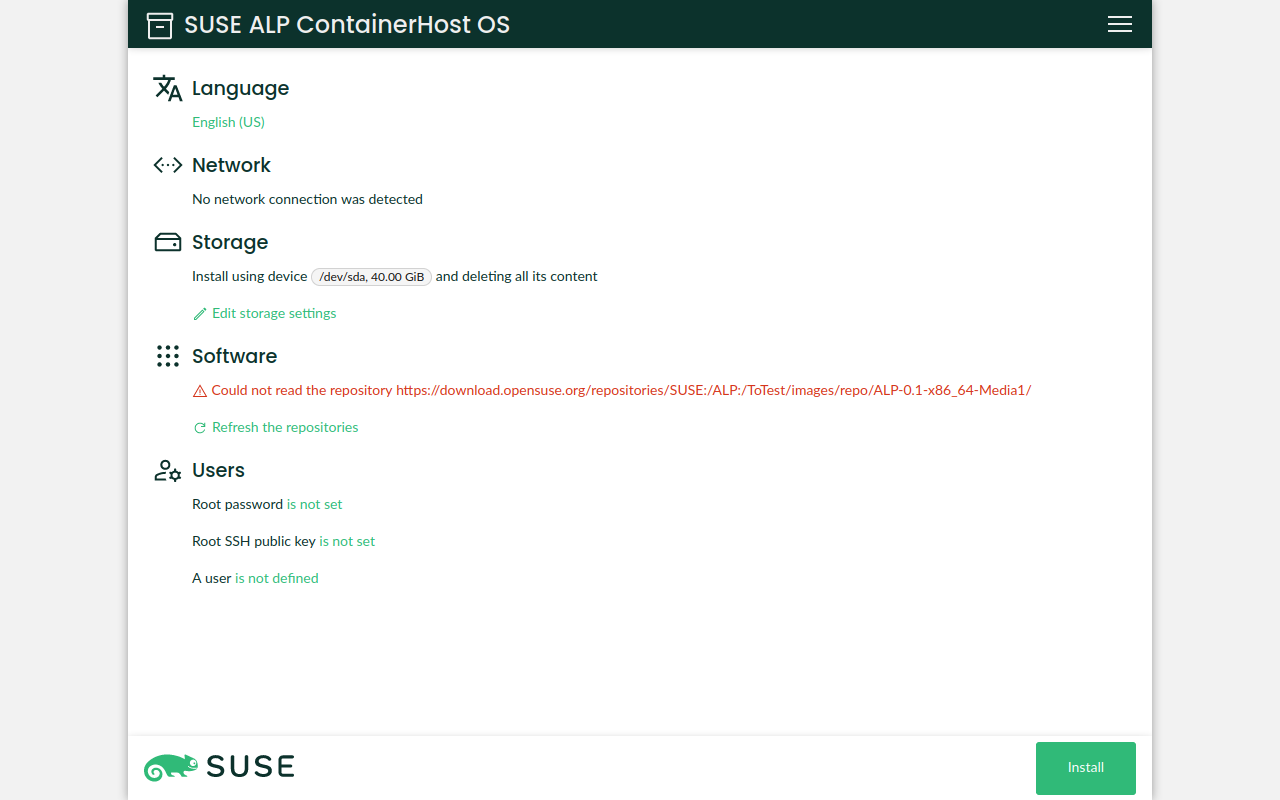 SUSE ALP ContainerHost OS
Language
English (US)
Network
No network connection was detected
Storage
Install using device /dev/sda, 40.00 GiB and deleting all its content
Edit storage settings
Software
Could not read the repository https://download.opensuse.org/repositories/SUSE:/ALP:/ToTest/images/repo/ALP-0.1-x86_64-Media1/
Refresh the repositories
Users
Root password is not set
Root SSH public key is not set
A user is not defined
SUSE
Install